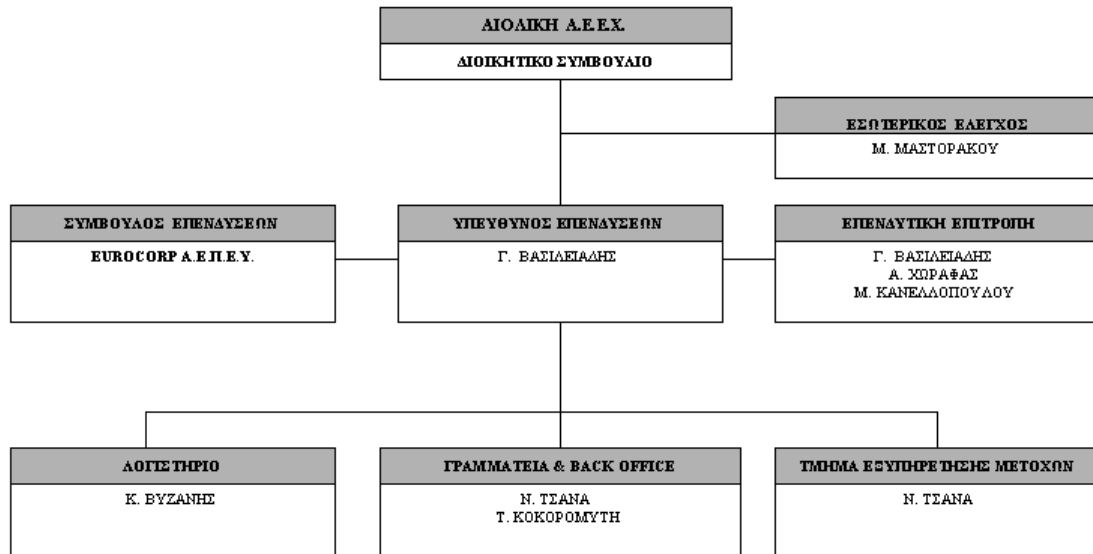 ΑΙΟΛΙΚΗ Α.Ε.Ε.Χ.
ΔΙΟΙΚΗΤΙΚΟ ΣΥΜΒΟΥΛΙΟ
ΕΣΩΤΕΡΙΚΟΣ ΕΛΕΓΧΟΣ
Μ. ΜΑΣΤΟΡΑΚΟΥ
ΣΥΜΒΟΥΛΟΣ ΕΠΕΝΔΥΣΕΩΝ
EUROCORP Α.Ε.Π.Ε.Υ.
ΥΠΕΥΘΥΝΟΣ ΕΠΕΝΔΥΣΕΩΝ
Γ. ΒΑΣΙΛΕΙΑΔΗΣ
ΕΠΕΝΔΥΤΙΚΗ ΕΠΙΤΡΟΠΗ
Γ. ΒΑΣΙΛΕΙΑΔΗΣ
Α. ΧΩΡΑΦΑΣ
Μ. ΚΑΝΕΛΛΟΠΟΥΛΟΥ
ΛΟΓΙΣΤΗΡΙΟ
Κ. ΒΥΖΑΝΗΣ
ΓΡΑΜΜΑΤΕΙΑ & BACK OFFICE
Ν. ΤΣΑΝΑ
Τ. ΚΟΚΟΡΟΜΥΤΗ
ΤΜΗΜΑ ΕΞΥΠΗΡΕΤΗΣΗΣ ΜΕΤΟΧΩΝ
Ν. ΤΣΑΝΑ